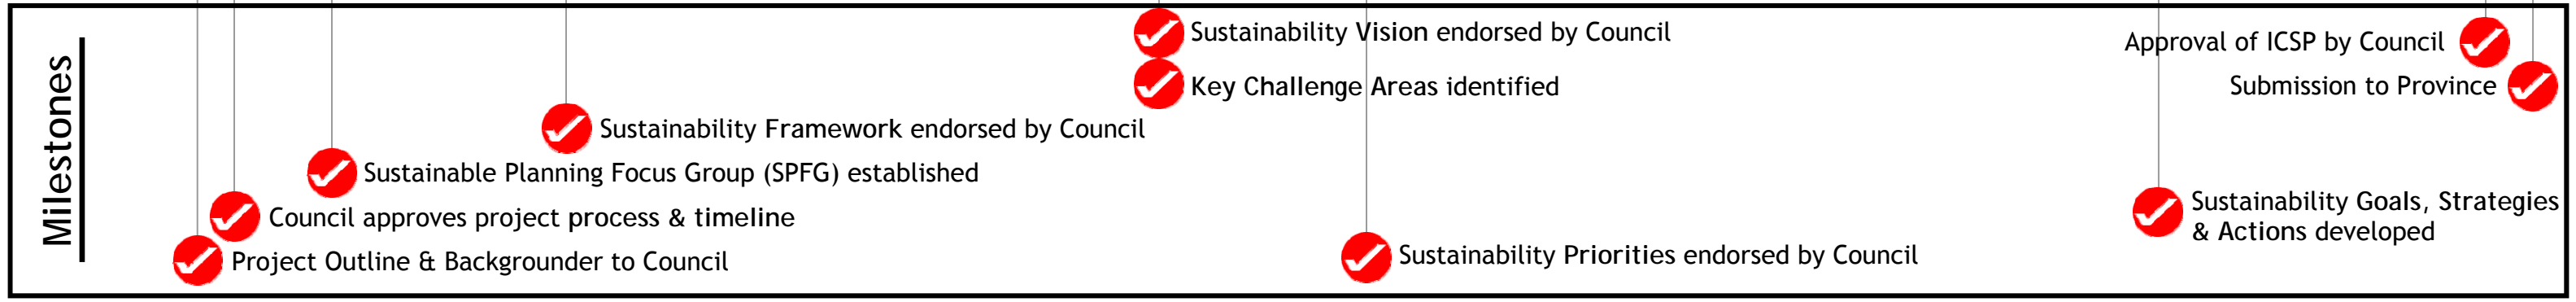 Milestones
Sustainability Vision endorsed by Council
Key Challenge Areas identified
Sustainability Framework endorsed by Council
Sustainable Planning Focus Group (SPFG) established
Council approves project process & timeline
Project Outline & Backgrounder to Council
Sustainability Priorities endorsed by Council
Approval of ICSP by Council
Submission to Province
Sustainability Goals, Strategies
& Actions developed